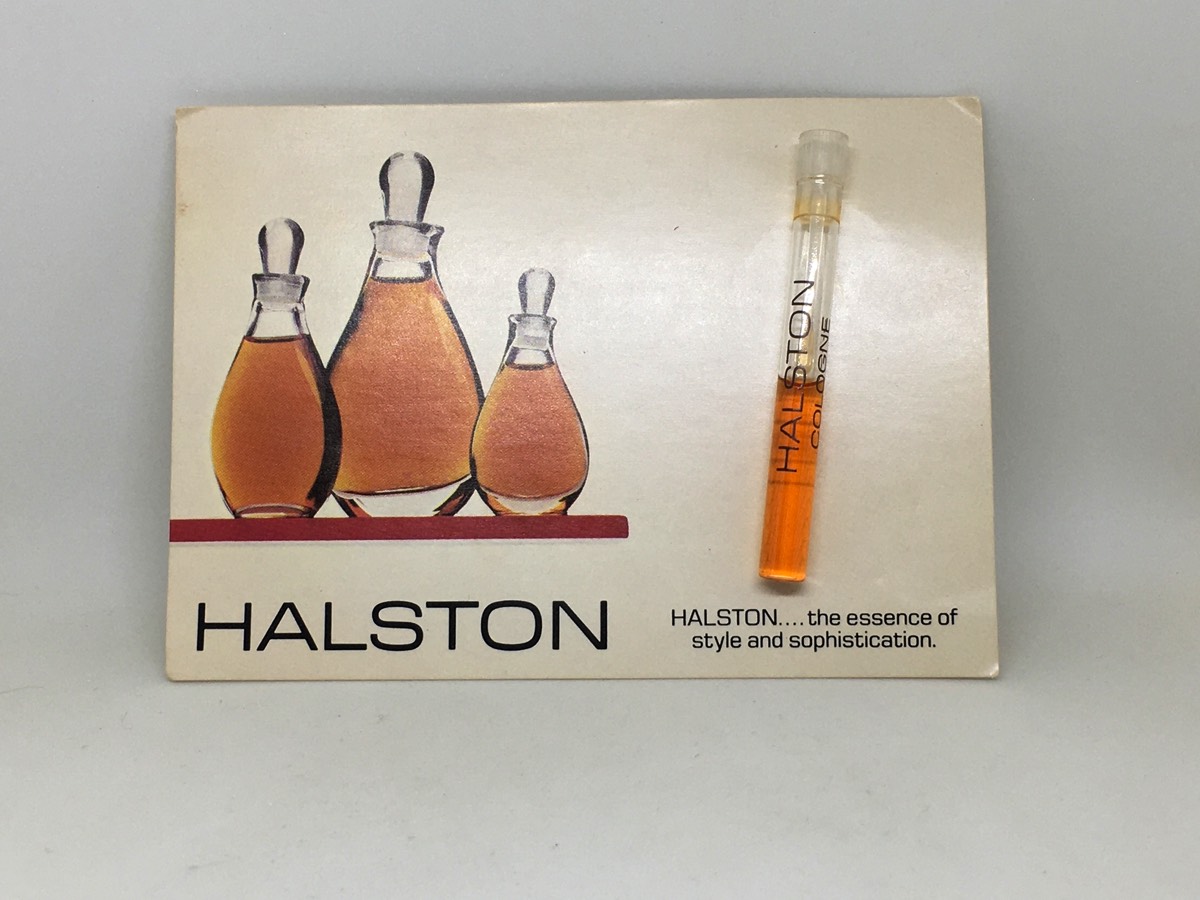 HALSTON
COLOGNE
HALSTON
HALSTON....the essence of
style and sophistication.